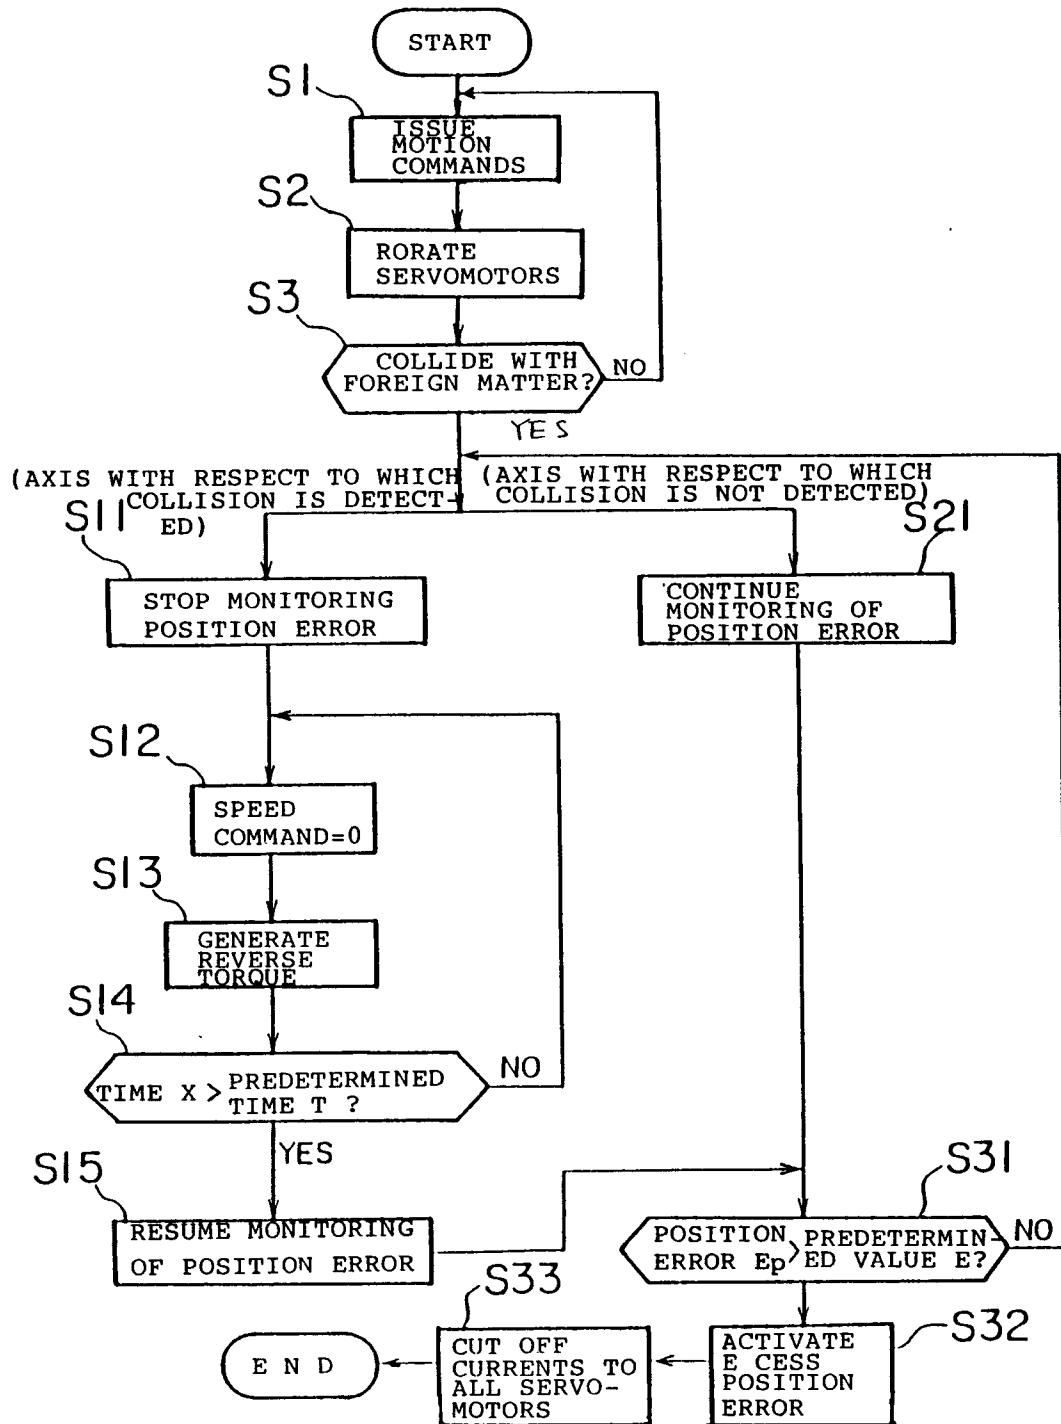 START
S1
ISSUE
MOTION
COMMANDS
S2
RORATE
SERVOMOTORS
S3
COLLIDE WITH
FOREIGN MATTER?
NO
YES
(AXIS WITH RESPECT TO WHICH
COLLISION IS DETECT-
ED)
(AXIS WITH RESPECT TO WHICH
COLLISION IS NOT DETECTED)
S11
STOP MONITORING
POSITION ERROR
S21
CONTINUE
MONITORING OF
POSITION ERROR
S12
SPEED
COMMAND=0
S13
GENERATE
REVERSE
TORQUE
S14
TIME X > PREDETERMINED
TIME T ?
NO
YES
S15
RESUME MONITORING
OF POSITION ERROR
S31
POSITION
ERROR Ep
>
PREDETERMIN-
ED VALUE E?
NO
S32
ACTIVATE
E CESS
POSITION
ERROR
S33
CUT OFF
CURRENTS TO
ALL SERVO-
MOTORS
END